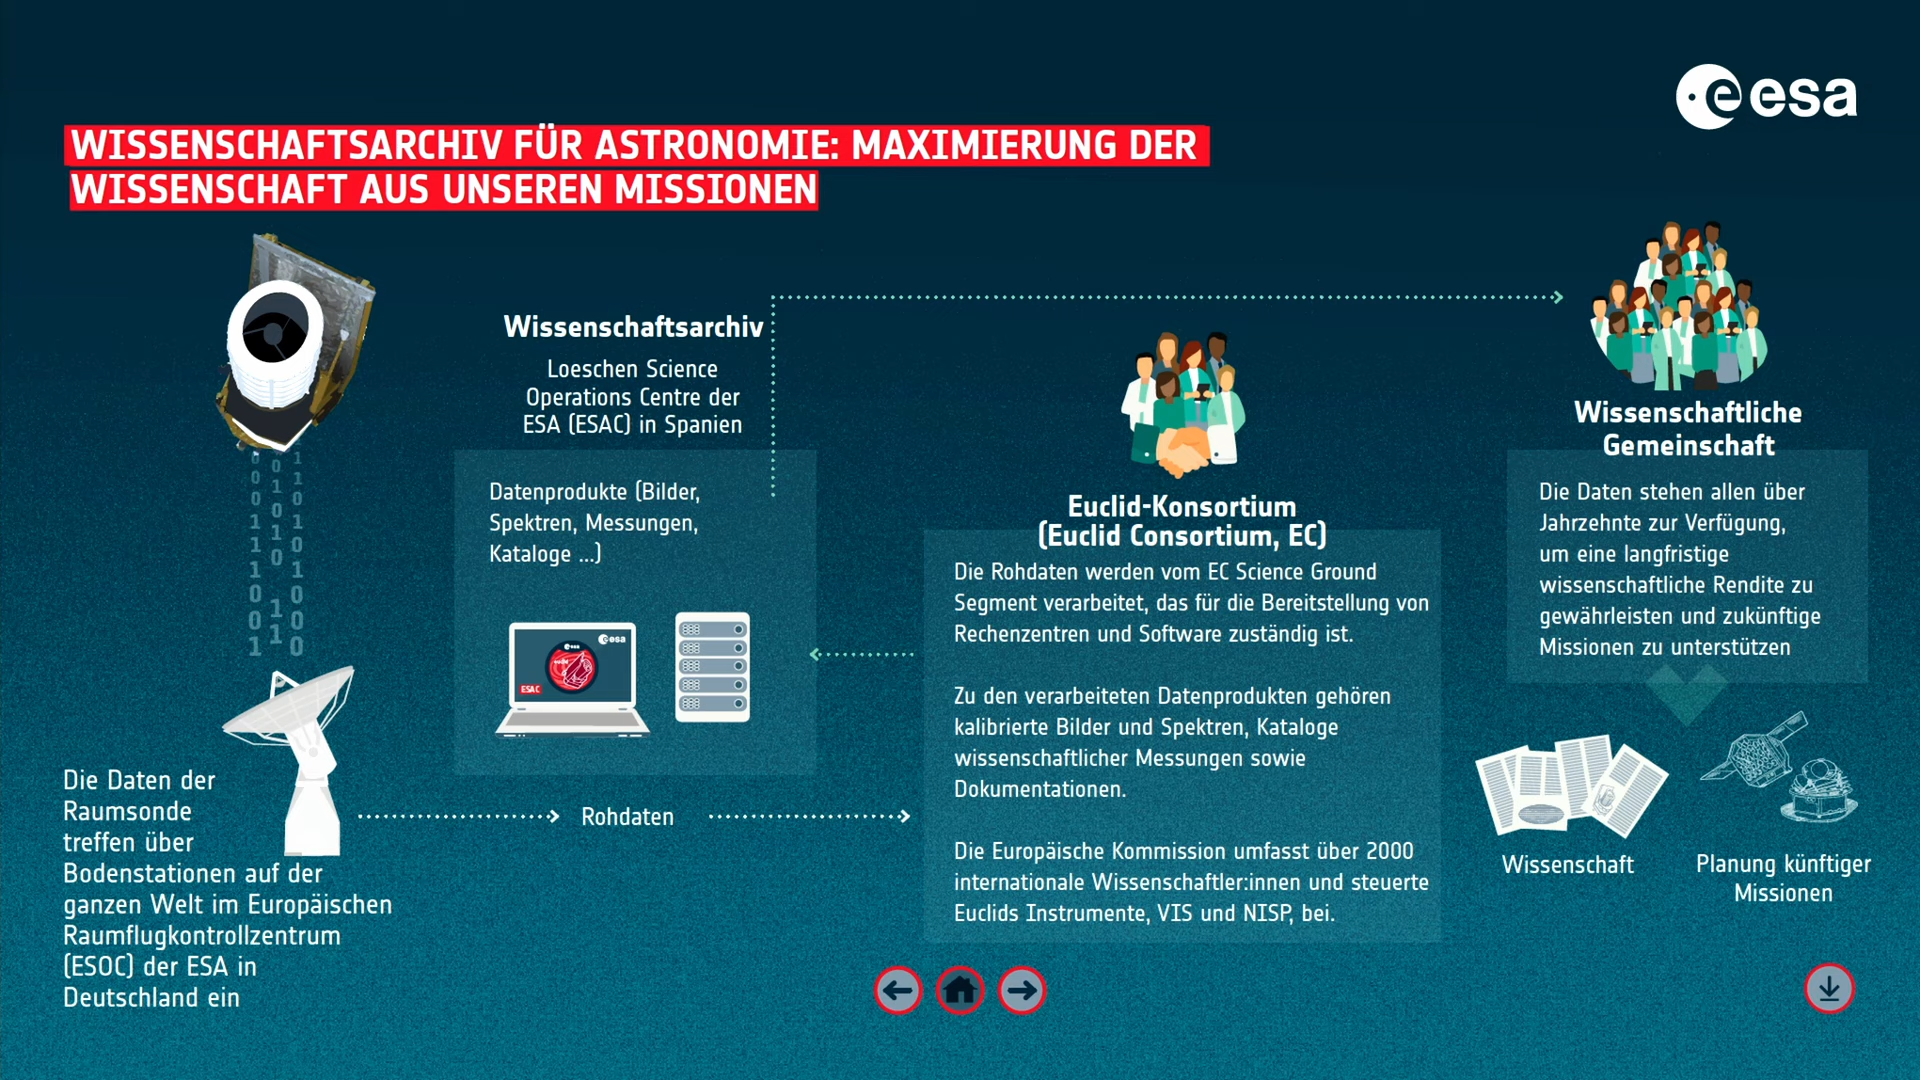 esa
WISSENSCHAFTSARCHIV FÜR ASTRONOMIE: MAXIMIERUNG DER
WISSENSCHAFT AUS UNSEREN MISSIONEN
Wissenschaftsarchiv
Loeschen Science
Operations Centre der
ESA (ESAC) in Spanien
Datenprodukte (Bilder,
Spektren, Messungen,
Kataloge ...)
esa
ESAC
Die Daten der
Raumsonde
treffen über
Bodenstationen auf der
ganzen Welt im Europäischen
Raumflugkontrollzentrum
(ESOC) der ESA in
Deutschland ein
Rohdaten
Euclid-Konsortium
(Euclid Consortium, EC)
Die Rohdaten werden vom EC Science Ground
Segment verarbeitet, das für die Bereitstellung von
Rechenzentren und Software zuständig ist.
Zu den verarbeiteten Datenprodukten gehören
kalibrierte Bilder und Spektren, Kataloge
wissenschaftlicher Messungen sowie
Dokumentationen.
Die Europäische Kommission umfasst über 2000
internationale Wissenschaftler:innen und steuerte
Euclids Instrumente, VIS und NISP, bei.
Wissenschaftliche
Gemeinschaft
Die Daten stehen allen über
Jahrzehnte zur Verfügung,
um eine langfristige
wissenschaftliche Rendite zu
gewährleisten und zukünftige
Missionen zu unterstützen
Wissenschaft
Planung künftiger
Missionen